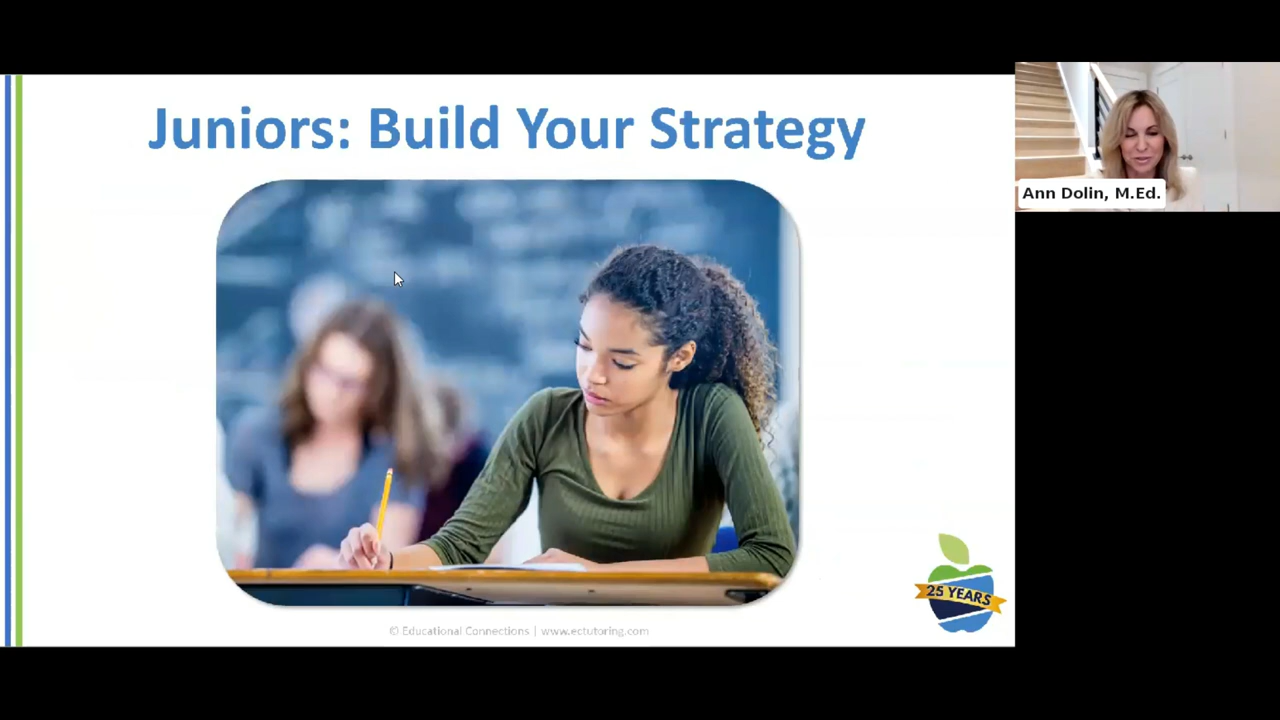 Juniors: Build Your Strategy
Ann Dolin, M.Ed.
25 YEARS
© Educational Connections | www.ectutoring.com